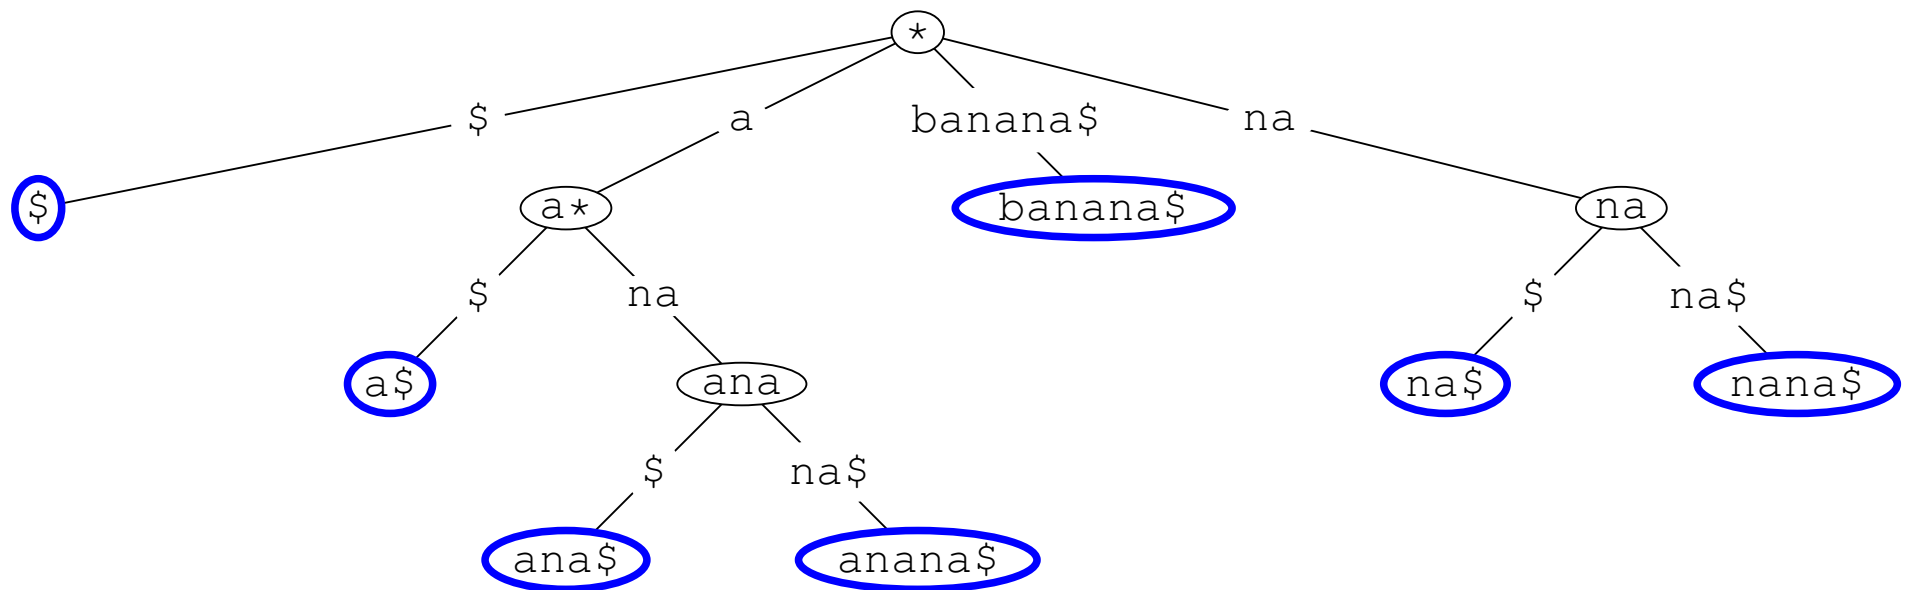 *
$ a banana$ na
$ a* banana$ na
$ na $ na$
a$ ana na$ nana$
$ na$
ana$ anana$